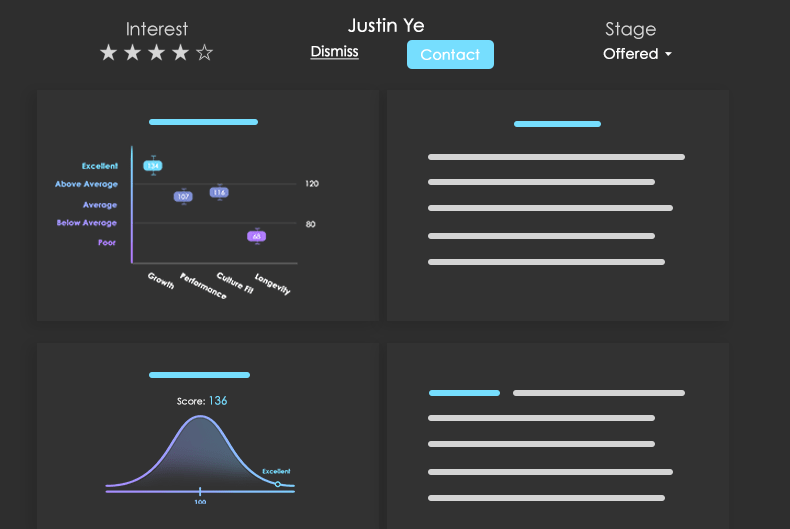 Interest
Justin Ye
Stage
Dismiss
Contact
Offered
Excellent
Above Average
Average
Below Average
Poor
134
107
116
68
120
80
Growth
Performance
Culture Fit
Longevity
Score: 136
Excellent
100